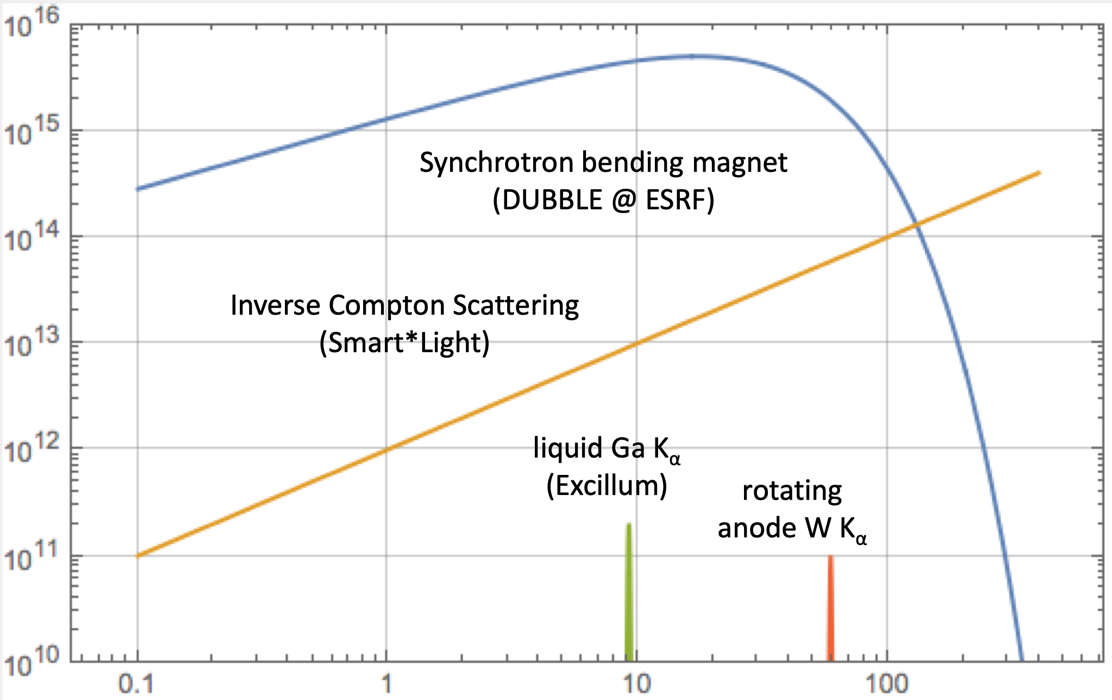 10^16
10^15
Synchrotron bending magnet
(DUBBLE @ ESRF)
10^14
Inverse Compton Scattering
(Smart*Light)
10^13
10^12
liquid Ga Kα
(Excillum)
rotating
anode W Kα
10^11
10^10
0.1 1 10 100